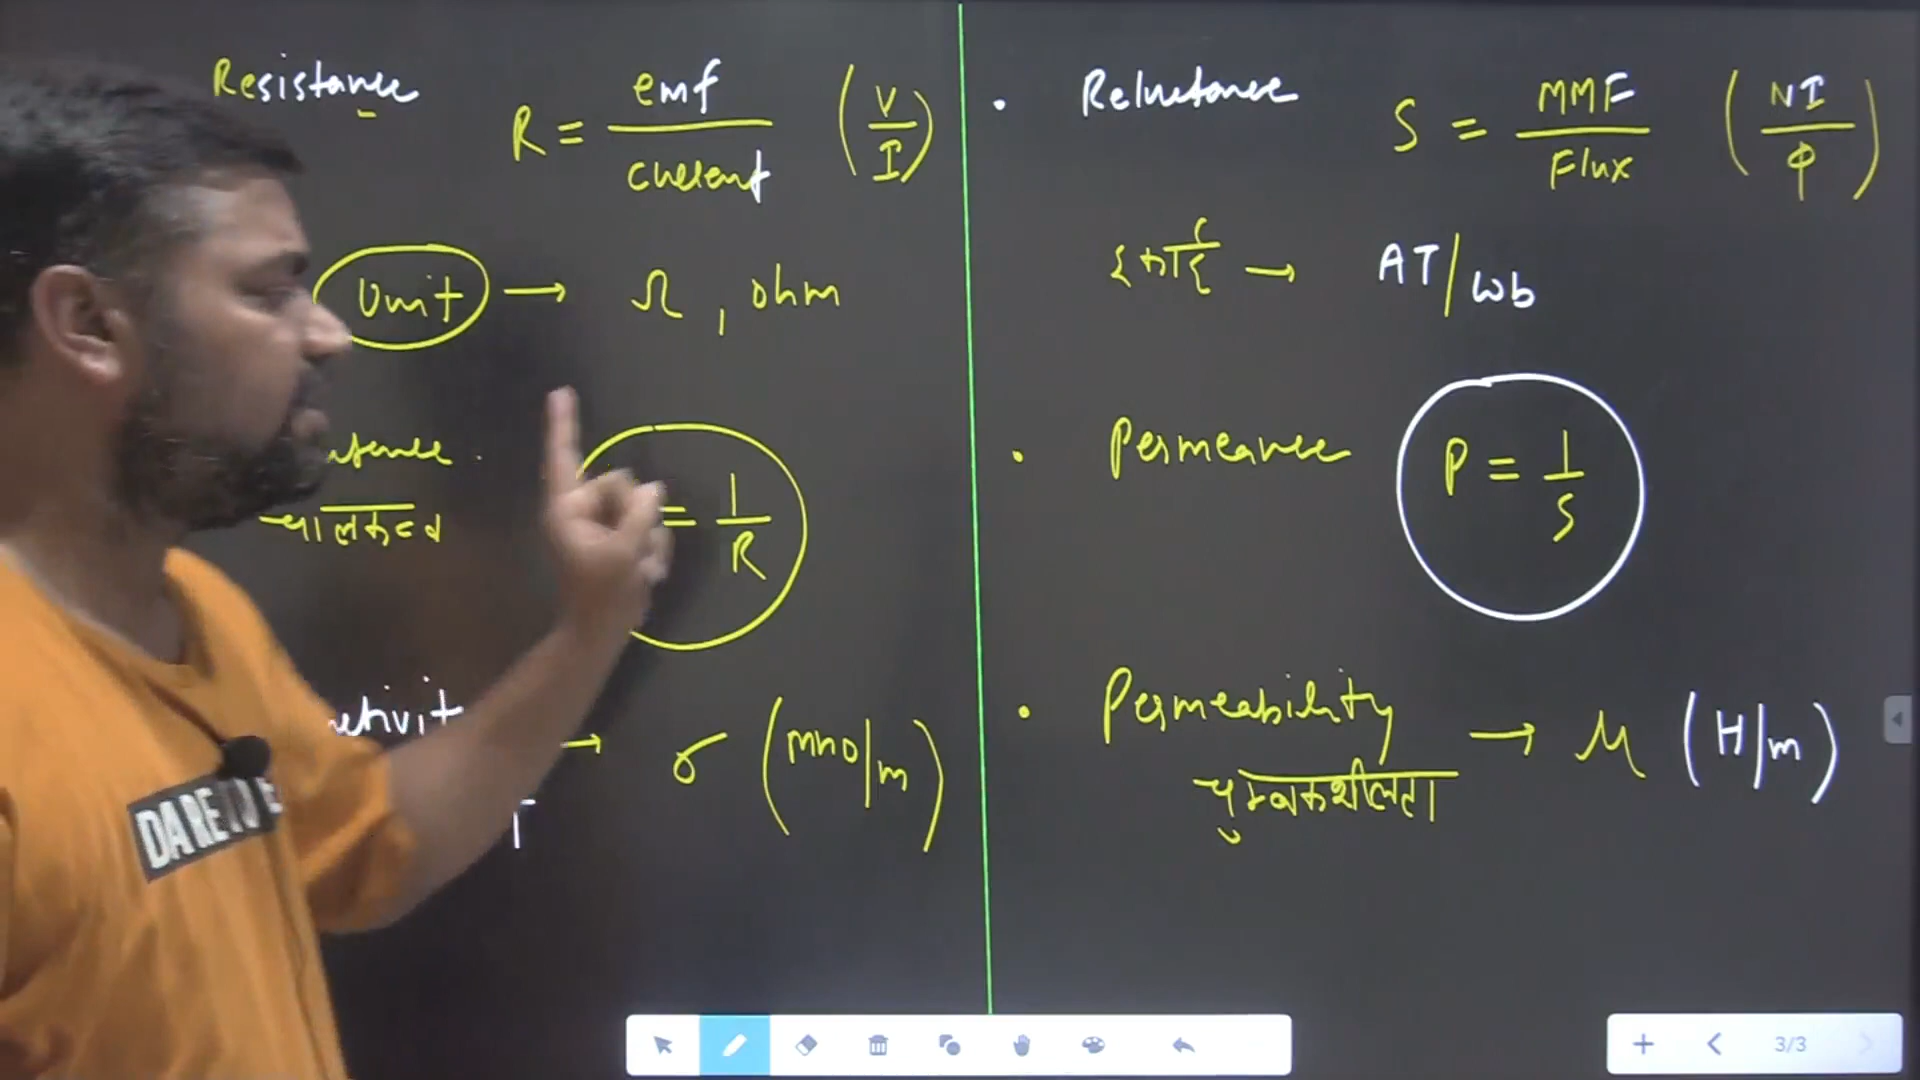 Resistance
R = emf / current (V / I)
Unit → Ω, ohm
चालकत्व
= 1 / R
→ σ (mho/m)
DARE TO BE
• Reluctance S = MMF / Flux (NI / φ)
इकाई → AT/wb
• Permeance P = 1 / S
• Permeability → μ (H/m)
चुम्बकशीलता
3/3